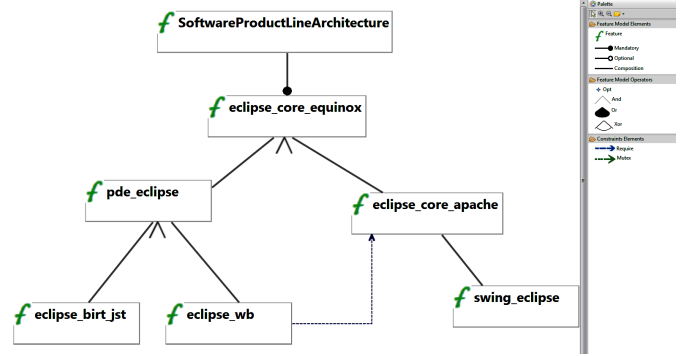 SoftwareProductLineArchitecture
eclipse_core_equinox
pde_eclipse
eclipse_core_apache
eclipse_birt_jst
eclipse_wb
swing_eclipse
Palette
Feature Model Elements
Feature
Mandatory
Optional
Composition
Feature Model Operators
Opt
And
Or
Xor
Constraints Elements
Require
Mutex